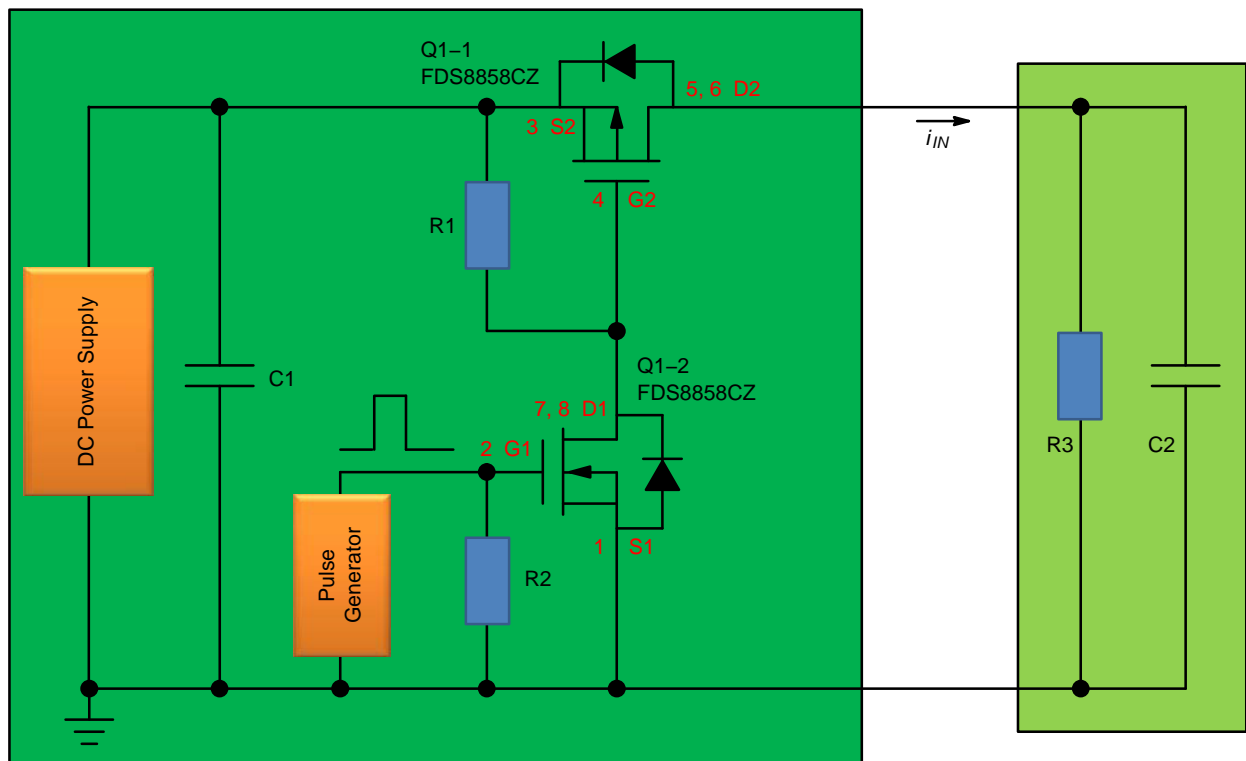 Q1–1
FDS8858CZ
5, 6 D2
3 S2
i_IN
4 G2
R1
DC Power Supply
C1
Q1–2
FDS8858CZ
7, 8 D1
2 G1
R3
C2
1 S1
Pulse
Generator
R2